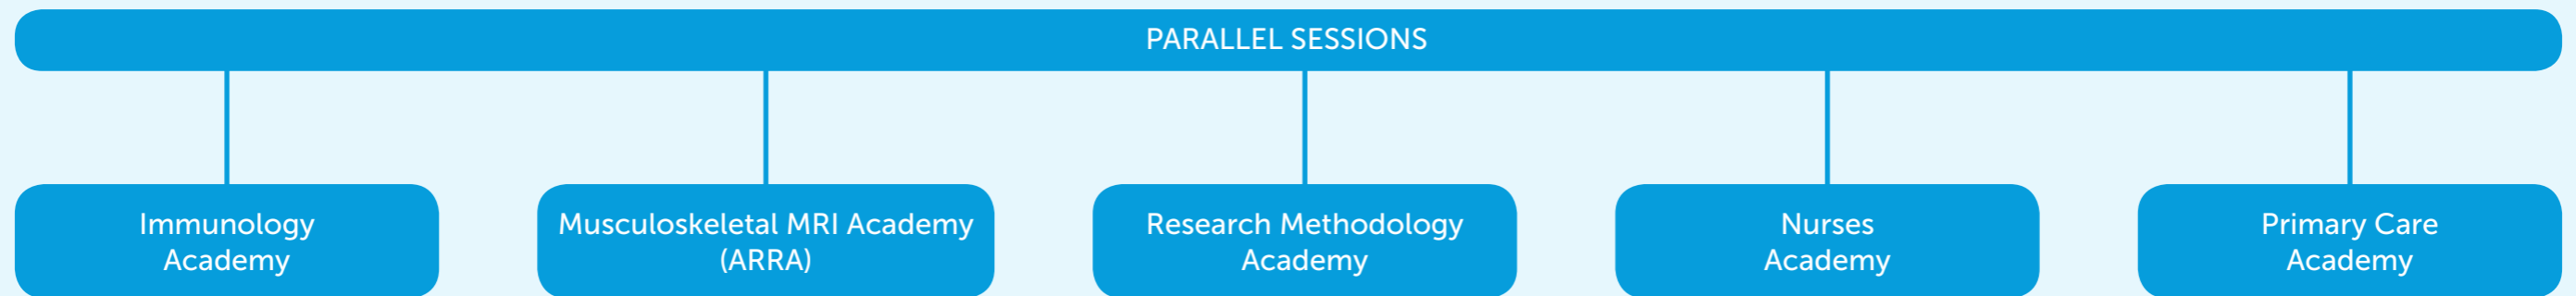 PARALLEL SESSIONS
Immunology
Academy
Musculoskeletal MRI Academy
(ARRA)
Research Methodology
Academy
Nurses
Academy
Primary Care
Academy